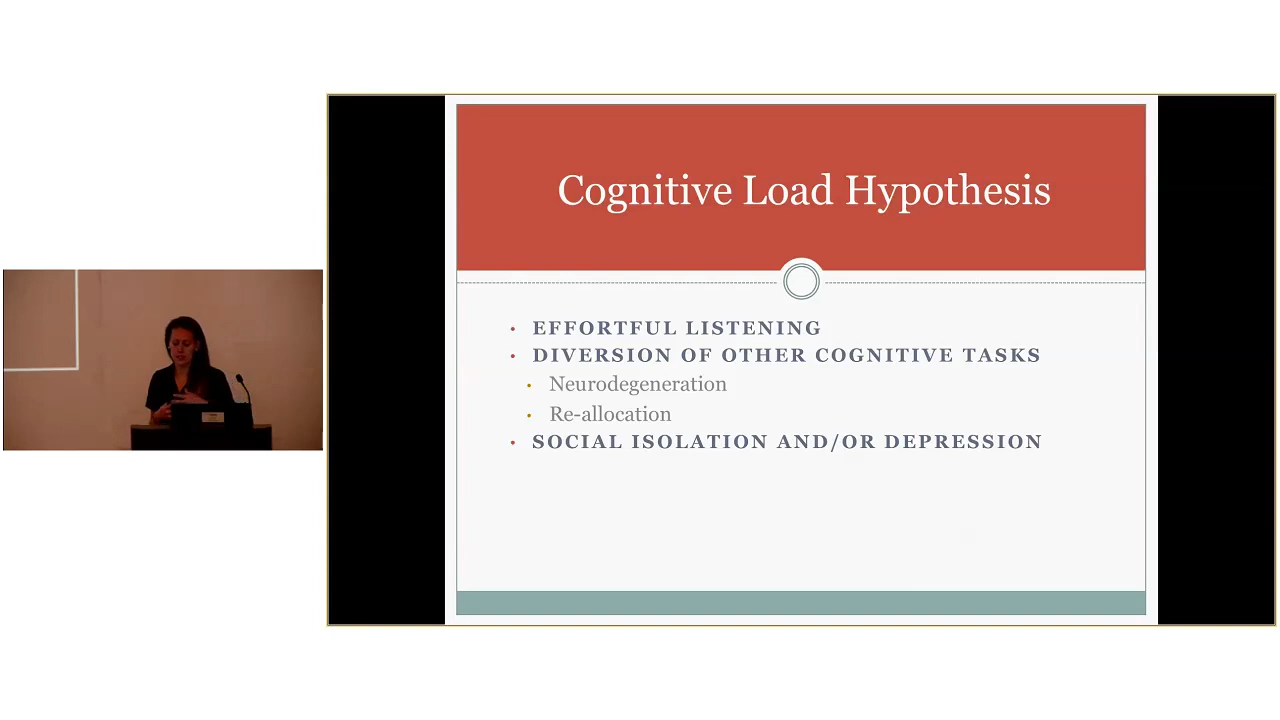 Cognitive Load Hypothesis
• EFFORTFUL LISTENING
• DIVERSION OF OTHER COGNITIVE TASKS
• Neurodegeneration
• Re-allocation
• SOCIAL ISOLATION AND/OR DEPRESSION